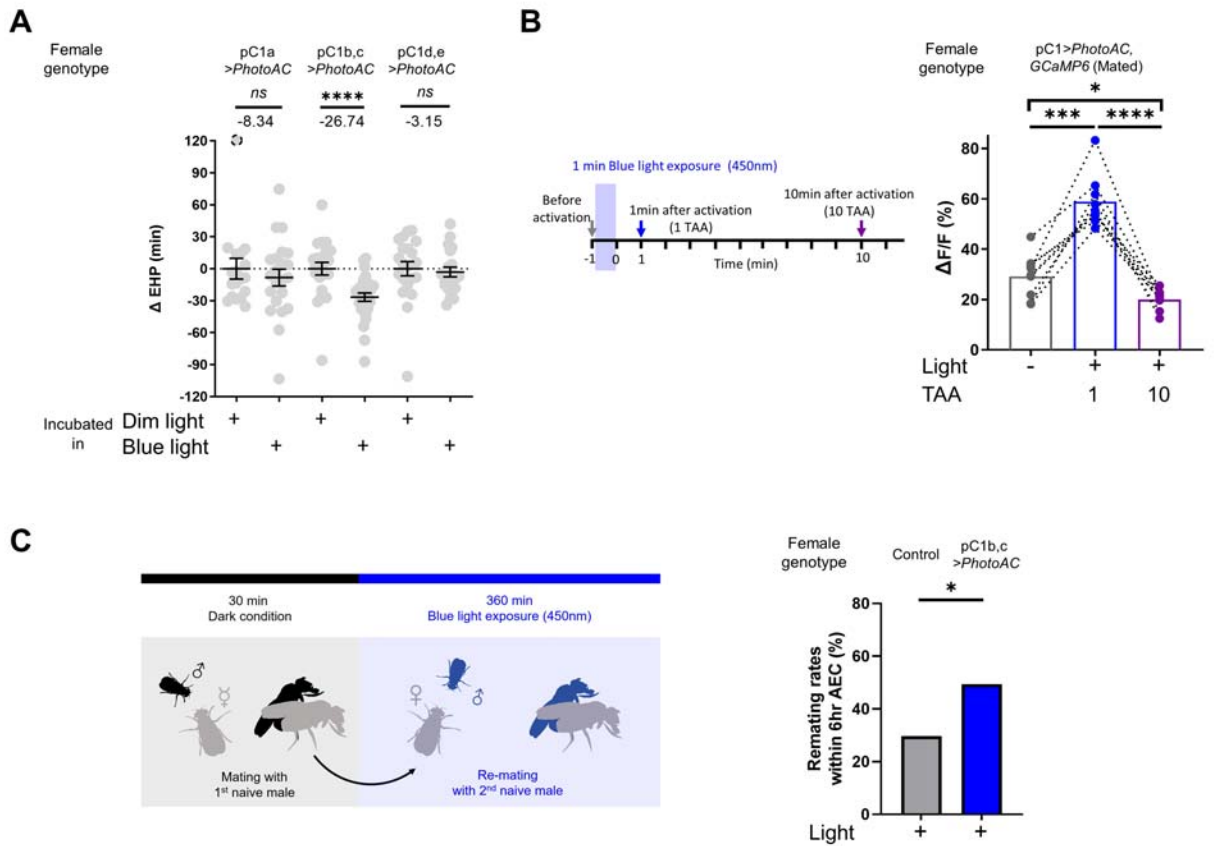 A
Female genotype
pC1a >PhotoAC
pC1b,c >PhotoAC
pC1d,e >PhotoAC
ns
****
ns
-8.34
-26.74
-3.15
Δ EHP (min)
120
90
60
30
0
-30
-60
-90
-120
Incubated in
Dim light + + +
Blue light + + +
B
Female genotype
pC1>PhotoAC, GCaMP6 (Mated)
*
*** ****
1 min Blue light exposure (450nm)
Before activation
1min after activation (1 TAA)
10min after activation (10 TAA)
-1 0 1 Time (min) 10
ΔF/F (%)
80
60
40
20
0
Light - + +
TAA 1 10
C
30 min
Dark condition
360 min
Blue light exposure (450nm)
♂
☿
♀
♂
Mating with
1st naive male
Re-mating
with 2nd naive male
Female genotype
Control
pC1b,c >PhotoAC
*
Remating rates within 6hr AEC (%)
80
60
40
20
0
Light + +